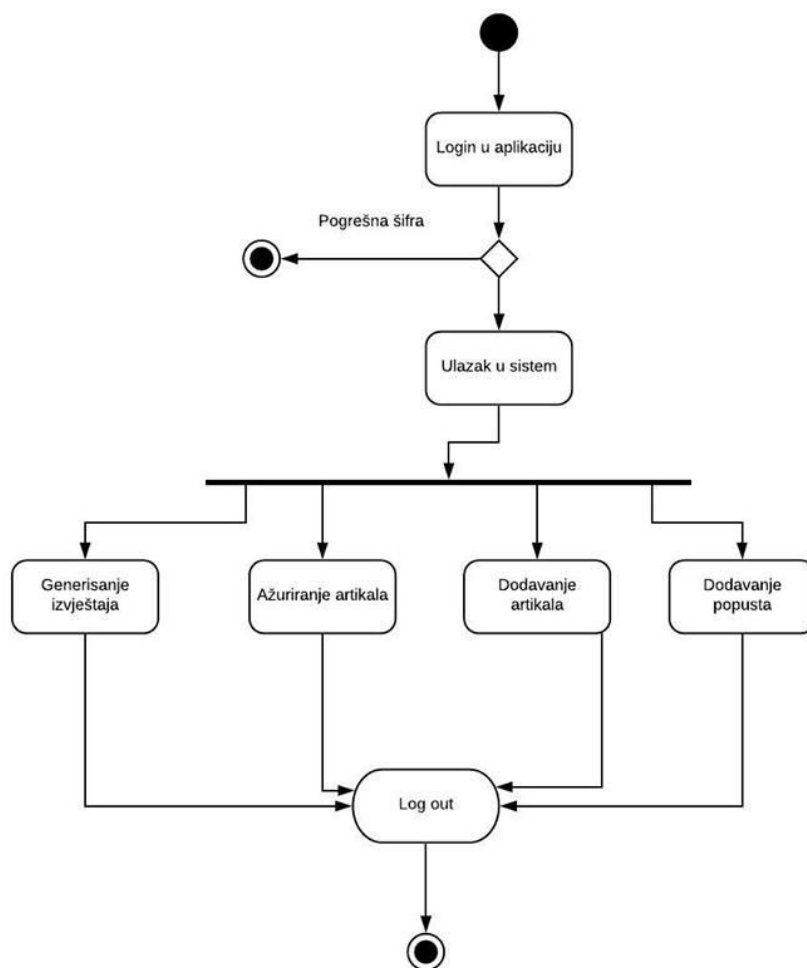 Login u aplikaciju
Pogrešna šifra
Ulazak u sistem
Generisanje
izvještaja
Ažuriranje artikala
Dodavanje
artikala
Dodavanje
popusta
Log out